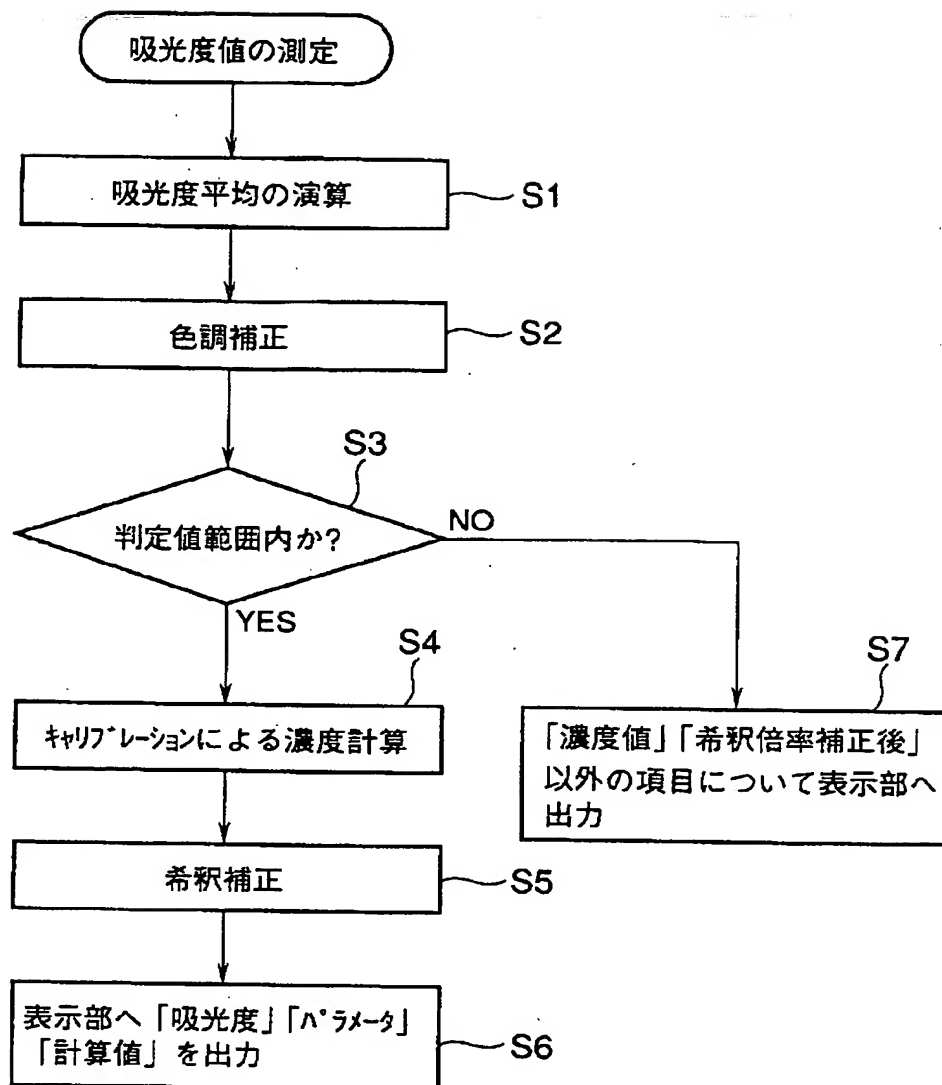 吸光度値の測定
吸光度平均の演算
S1
色調補正
S2
S3
判定値範囲内か?
NO
YES
S4
キャリブレーションによる濃度計算
S7
「濃度値」「希釈倍率補正後」
以外の項目について表示部へ
出力
希釈補正
S5
表示部へ「吸光度」「パラメータ」
「計算値」を出力
S6